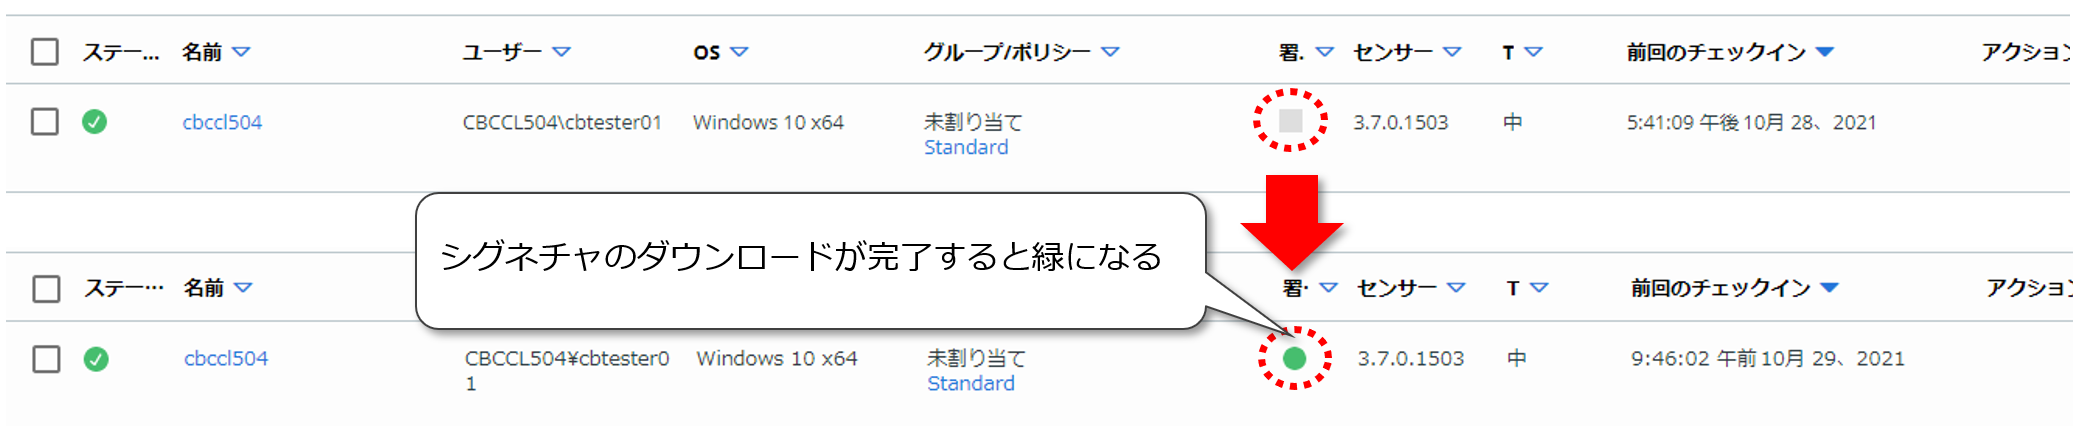 ステー... 名前 ユーザー OS グループ/ポリシー 署. センサー T 前回のチェックイン アクション
cbccl504 CBCCL504\cbtester01 Windows 10 x64 未割り当て 3.7.0.1503 中 5:41:09 午後 10月 28、2021
Standard
シグネチャのダウンロードが完了すると緑になる
ステー… 名前 署· センサー T 前回のチェックイン アクション
cbccl504 CBCCL504¥cbtester0 Windows 10 x64 未割り当て 3.7.0.1503 中 9:46:02 午前 10月 29、2021
1 Standard